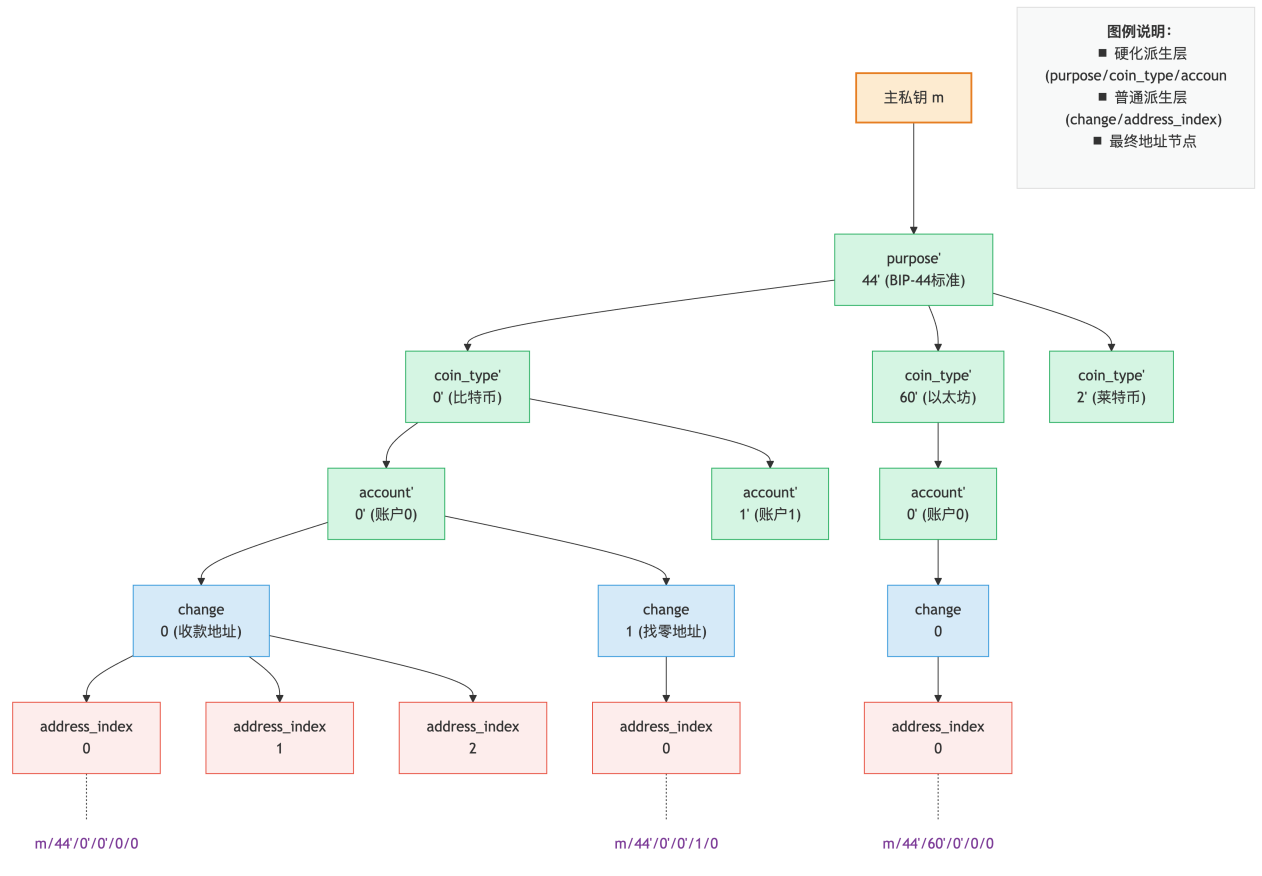 图例说明：
■ 硬化派生层
(purpose/coin_type/accoun
■ 普通派生层
(change/address_index)
■ 最终地址节点
主私钥 m
purpose'
44' (BIP-44标准)
coin_type'
0' (比特币)
coin_type'
60' (以太坊)
coin_type'
2' (莱特币)
account'
0' (账户0)
account'
1' (账户1)
account'
0' (账户0)
change
0 (收款地址)
change
1 (找零地址)
change
0
address_index
0
address_index
1
address_index
2
address_index
0
address_index
0
m/44'/0'/0'/0/0
m/44'/0'/0'/1/0
m/44'/60'/0'/0/0